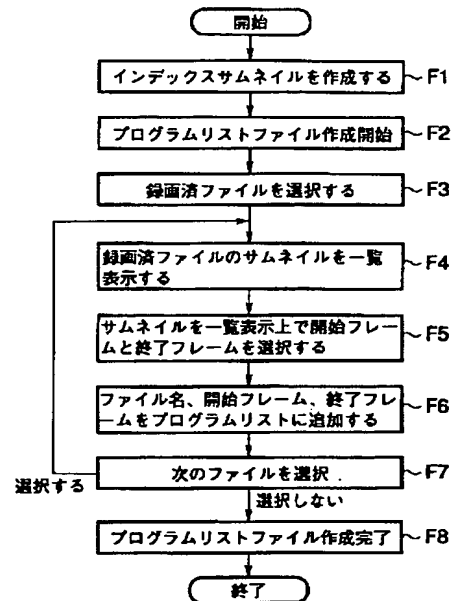 開始
インデックスサムネイルを作成する
F1
プログラムリストファイル作成開始
F2
録画済ファイルを選択する
F3
録画済ファイルのサムネイルを一覧
表示する
F4
サムネイルを一覧表示上で開始フレー
ムと終了フレームを選択する
F5
ファイル名、開始フレーム、終了フレ
ームをプログラムリストに追加する
F6
次のファイルを選択
F7
選択する
選択しない
プログラムリストファイル作成完了
F8
終了